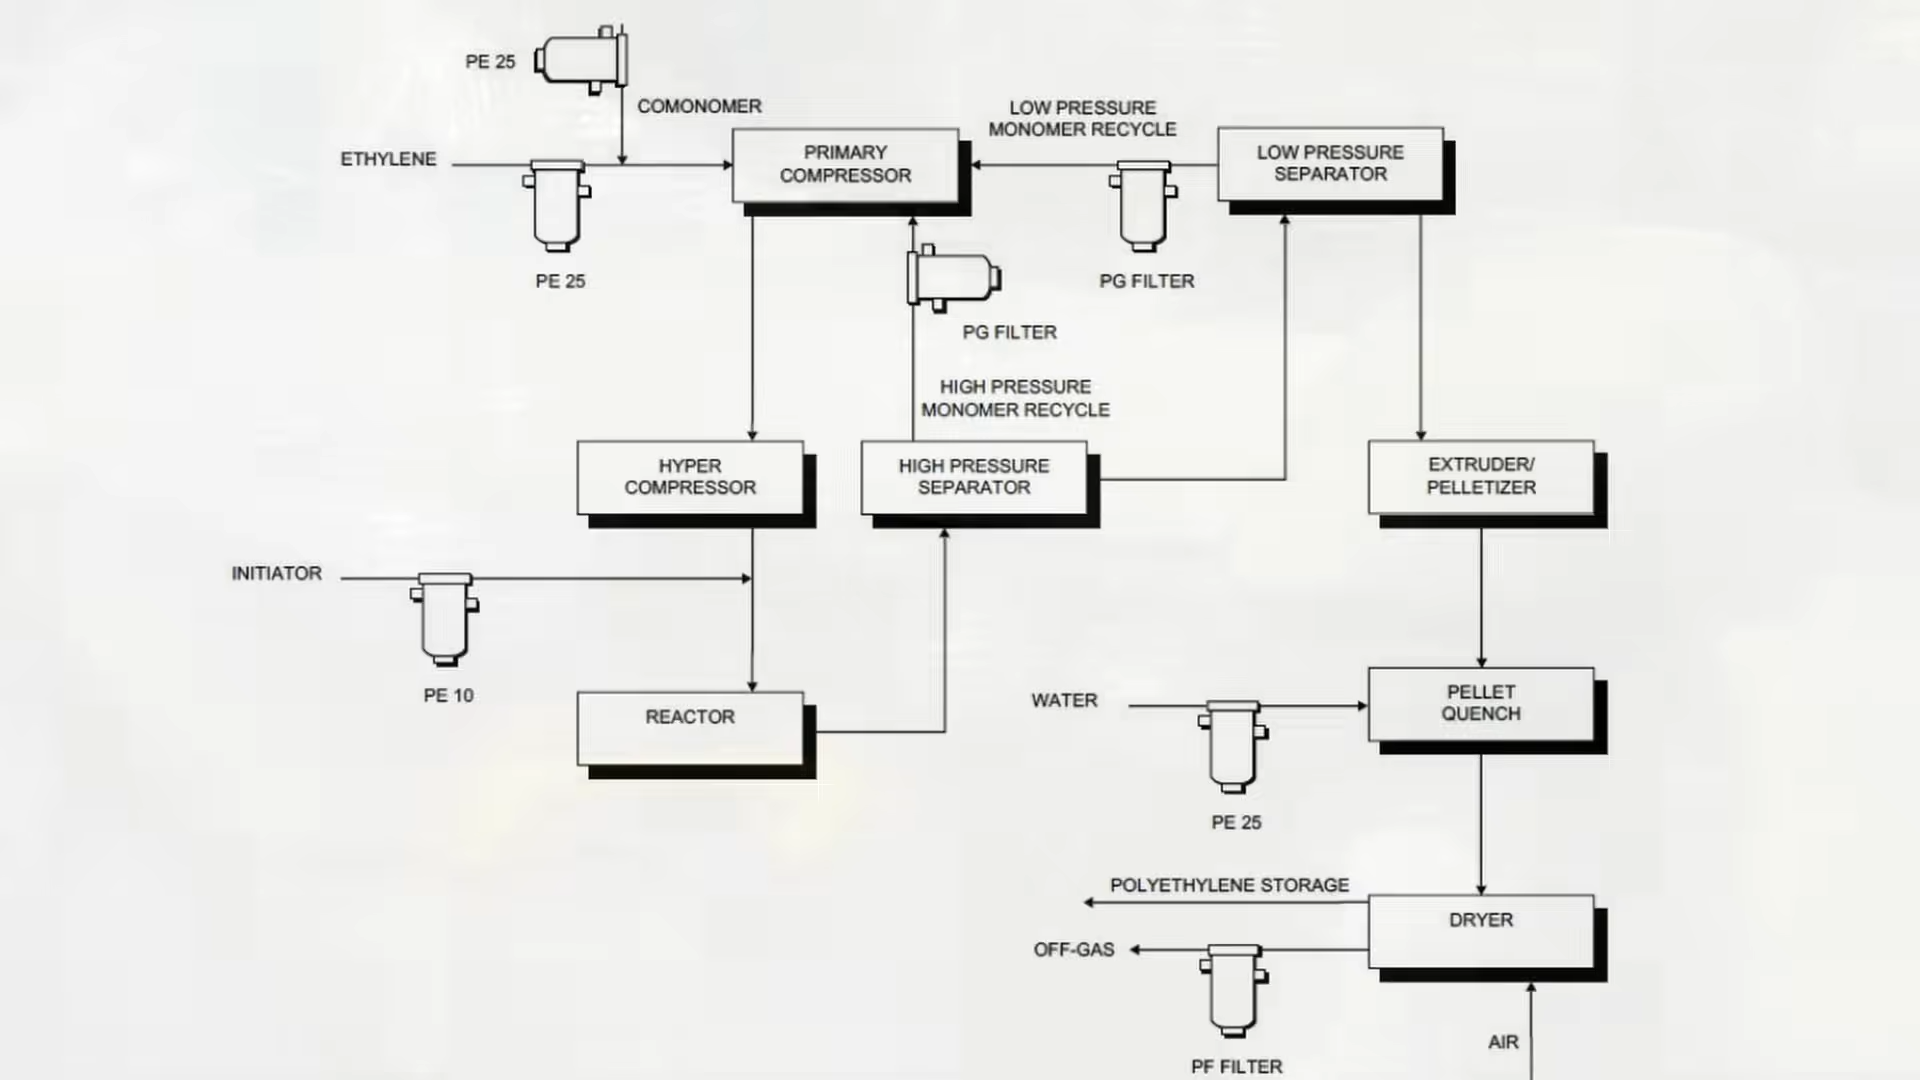 PE 25
COMONOMER
LOW PRESSURE
MONOMER RECYCLE
ETHYLENE
PRIMARY
COMPRESSOR
LOW PRESSURE
SEPARATOR
PE 25
PG FILTER
PG FILTER
HIGH PRESSURE
MONOMER RECYCLE
HYPER
COMPRESSOR
HIGH PRESSURE
SEPARATOR
EXTRUDER/
PELLETIZER
INITIATOR
PE 10
REACTOR
WATER
PELLET
QUENCH
PE 25
POLYETHYLENE STORAGE
DRYER
OFF-GAS
AIR
PF FILTER